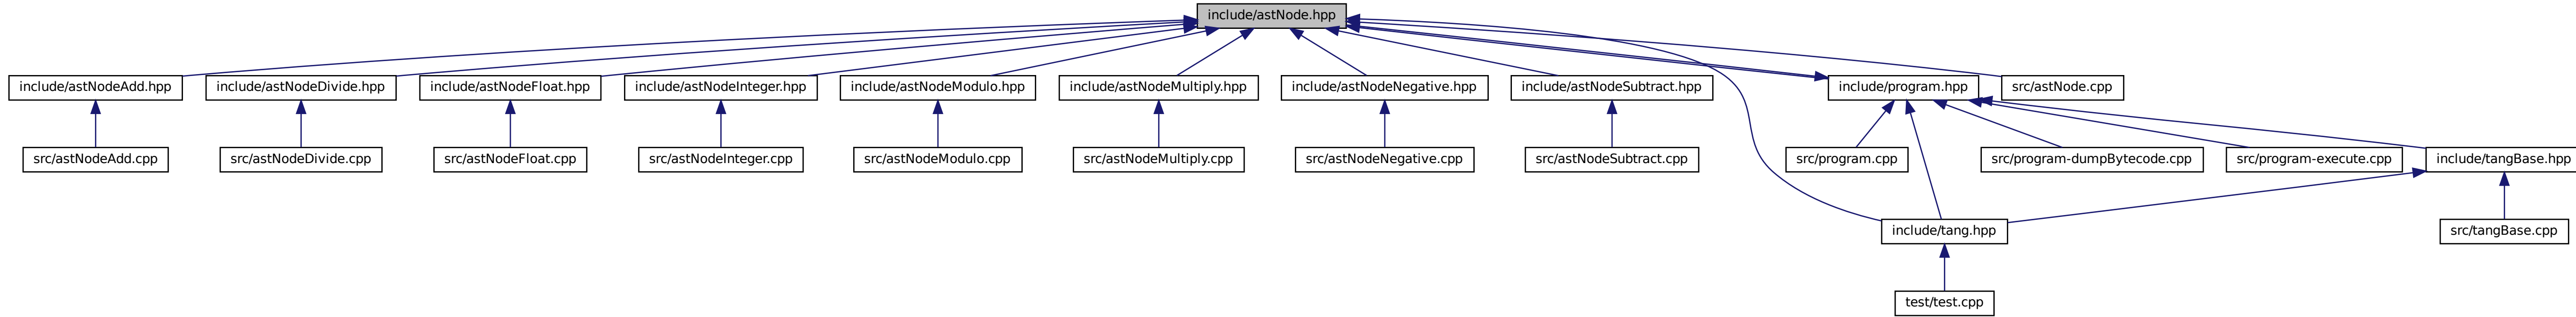 include/astNode.hpp
include/astNodeAdd.hpp
include/astNodeDivide.hpp
include/astNodeFloat.hpp
include/astNodeInteger.hpp
include/astNodeModulo.hpp
include/astNodeMultiply.hpp
include/astNodeNegative.hpp
include/astNodeSubtract.hpp
include/program.hpp
src/astNode.cpp
src/astNodeAdd.cpp
src/astNodeDivide.cpp
src/astNodeFloat.cpp
src/astNodeInteger.cpp
src/astNodeModulo.cpp
src/astNodeMultiply.cpp
src/astNodeNegative.cpp
src/astNodeSubtract.cpp
src/program.cpp
src/program-dumpBytecode.cpp
src/program-execute.cpp
include/tangBase.hpp
include/tang.hpp
src/tangBase.cpp
test/test.cpp